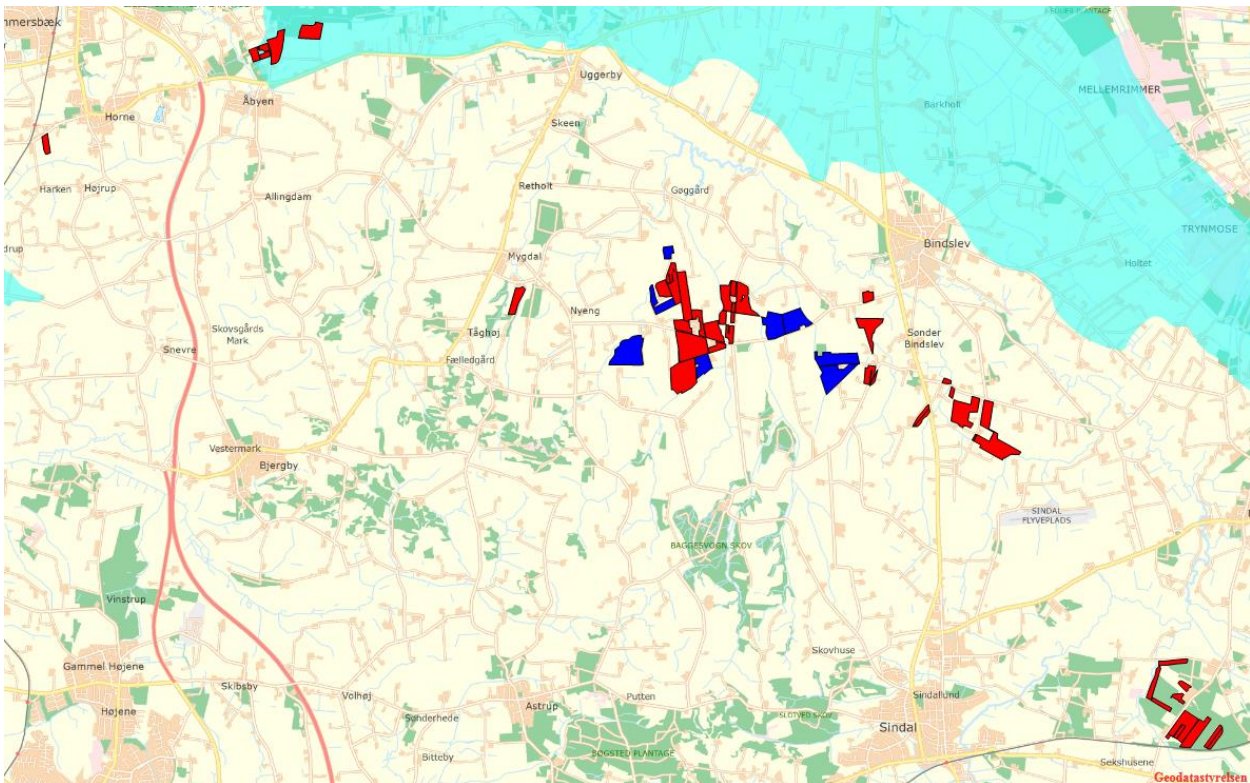 mmersbæk
Åbyen
Horne
Uggerby
Skeen
MELLEMRIMMER
Barkholt
Harken
Højrup
Allingdam
Retholt
Gøggård
drup
Mygdal
Bindslev
TRYNMOSE
Holtet
Nyeng
Skovsgårds
Mark
Tåghøj
Sønder
Bindslev
Snevre
Fælledgård
Vestermark
Bjergby
SINDAL
FLYVEPLADS
BAGGESVOGN SKOV
Vinstrup
Gammel Højene
Skibsby
Volhøj
Skovhuse
Højene
Sønderhede
Astrup
Putten
Sindallund
SLOTVED SKOV
Sindal
Bitteby
BØGSTED PLANTAGE
Sekshusene
Geodatastyrelsen